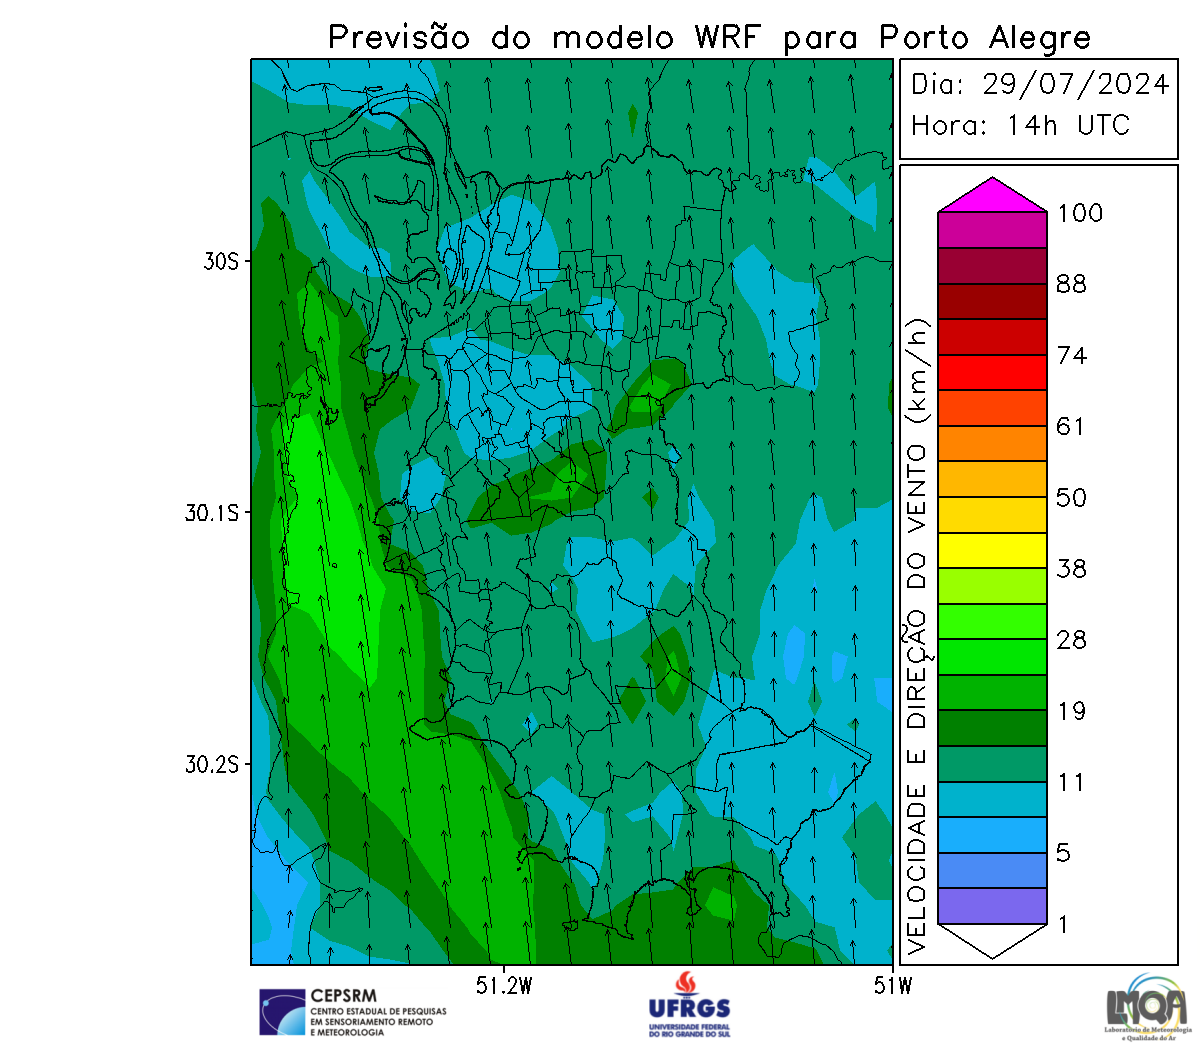 Previsão do modelo WRF para Porto Alegre
Dia: 29/07/2024
Hora: 14h UTC
30S
30.1S
30.2S
51.2W
51W
VELOCIDADE E DIREÇÃO DO VENTO (km/h)
100
88
74
61
50
38
28
19
11
5
1
CEPSRM
CENTRO ESTADUAL DE PESQUISAS
EM SENSORIAMENTO REMOTO
E METEOROLOGIA
UFRGS
UNIVERSIDADE FEDERAL
DO RIO GRANDE DO SUL
LMQA
Laboratório de Meteorologia
e Qualidade do Ar